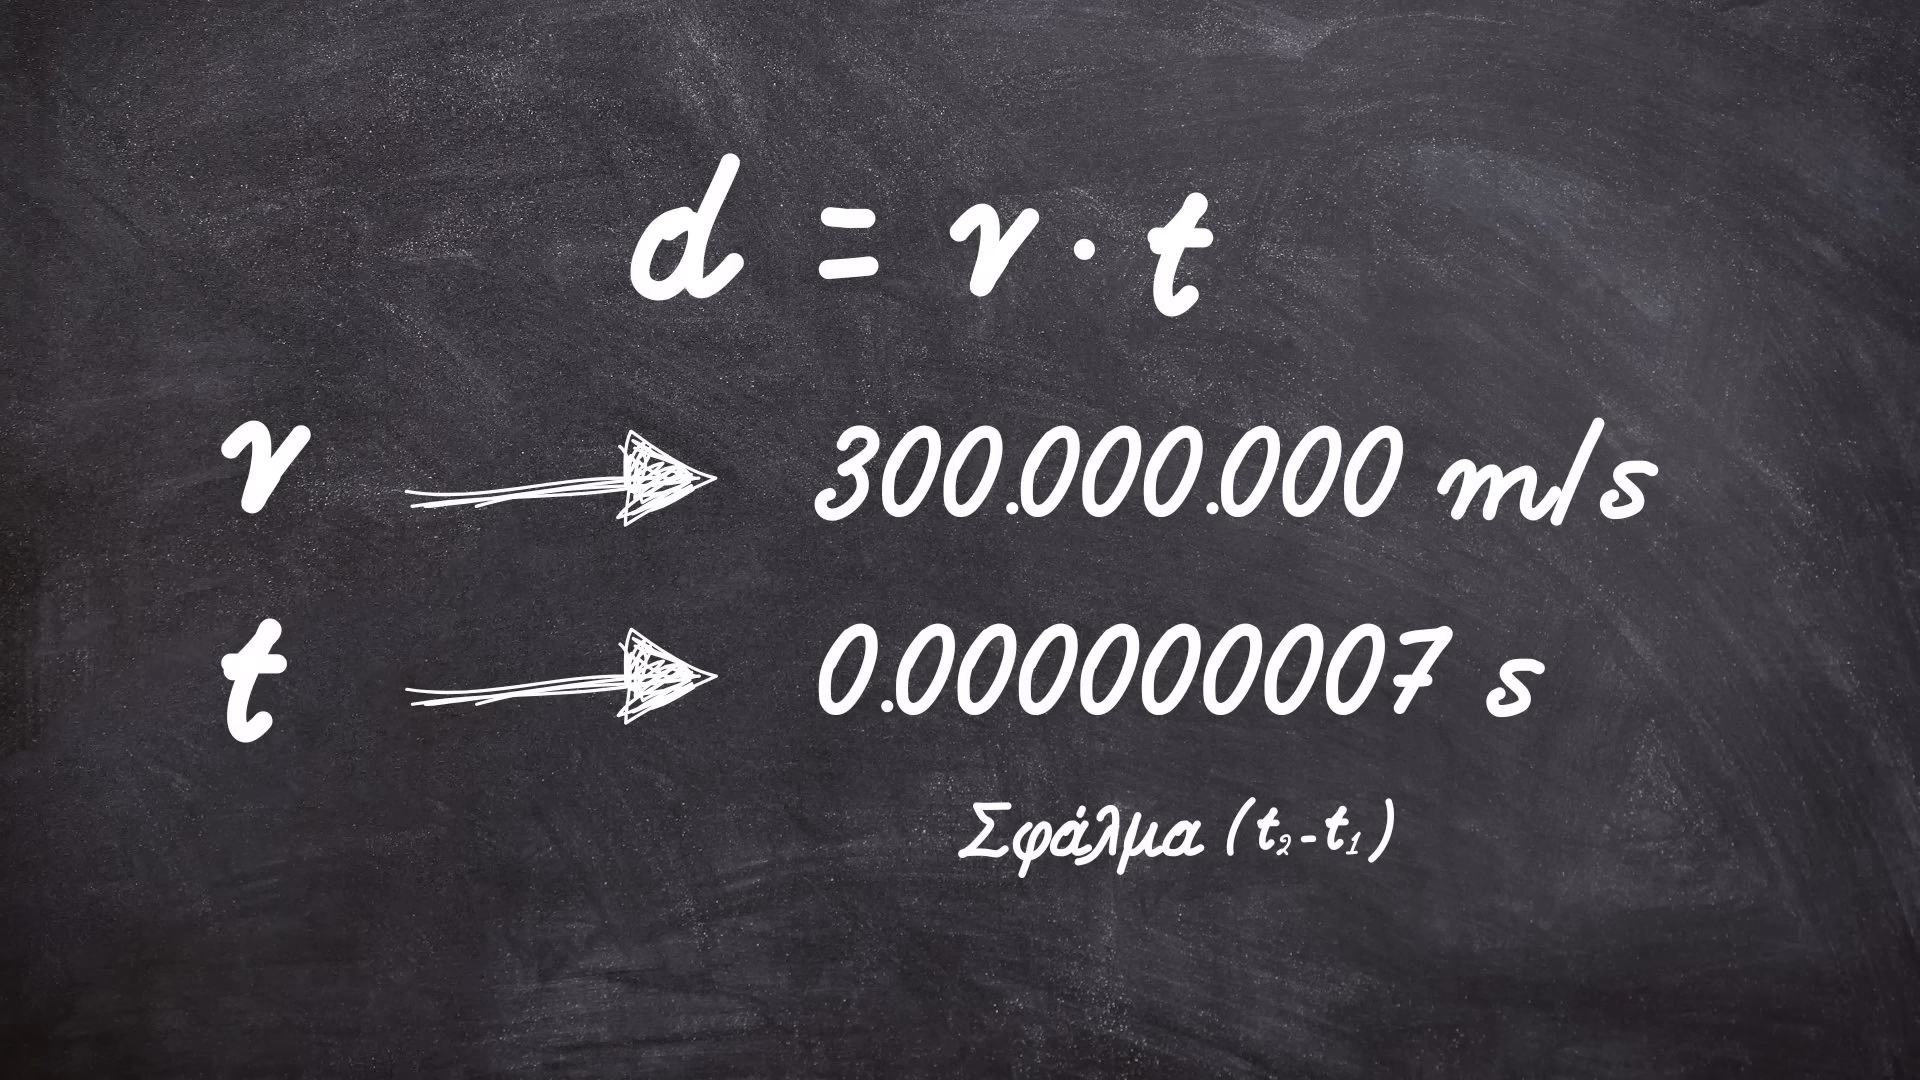 d = v · t
v 300.000.000 m/s
t 0.000000007 s
Σφάλμα (t₂-t₁)